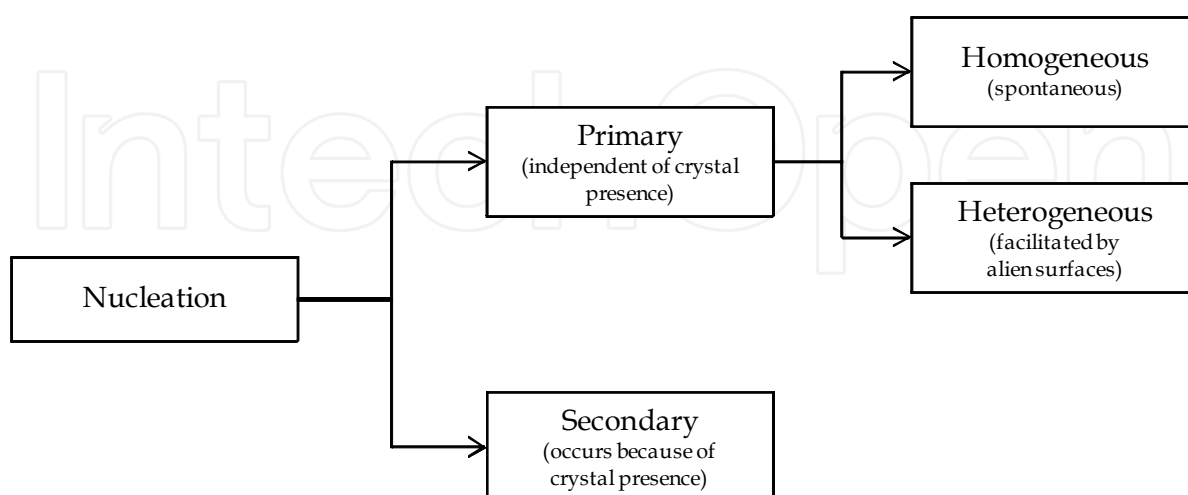 IntechOpen
Homogeneous
(spontaneous)
Primary
(independent of crystal
presence)
Heterogeneous
(facilitated by
alien surfaces)
Nucleation
Secondary
(occurs because of
crystal presence)